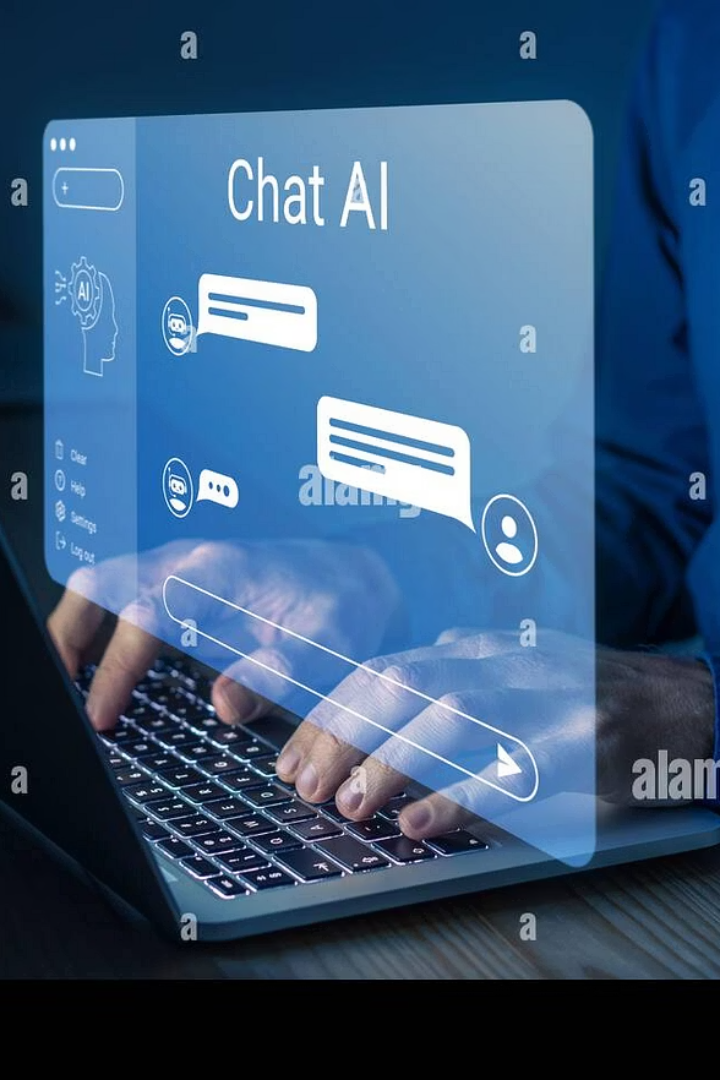 a a
Chat AI
a a a
+
AI
a a
Clear
Help
Settings
Log out
a alamy a
a a
alam
a
a a